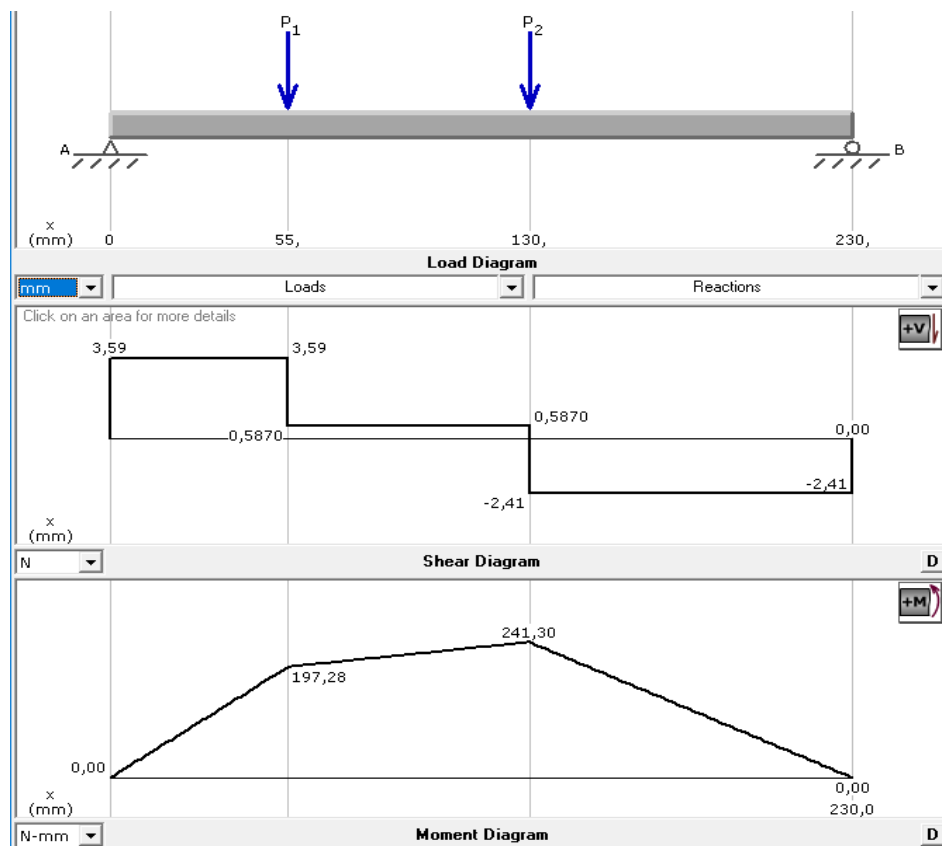 P1 P2
A B
x
(mm) 0 55, 130, 230,
Load Diagram
mm Loads Reactions
Click on an area for more details
+V
3,59 3,59
0,5870 0,5870 0,00
-2,41 -2,41
x
(mm)
N Shear Diagram D
+M
241,30
197,28
0,00
x 0,00
(mm) 230,0
N-mm Moment Diagram D